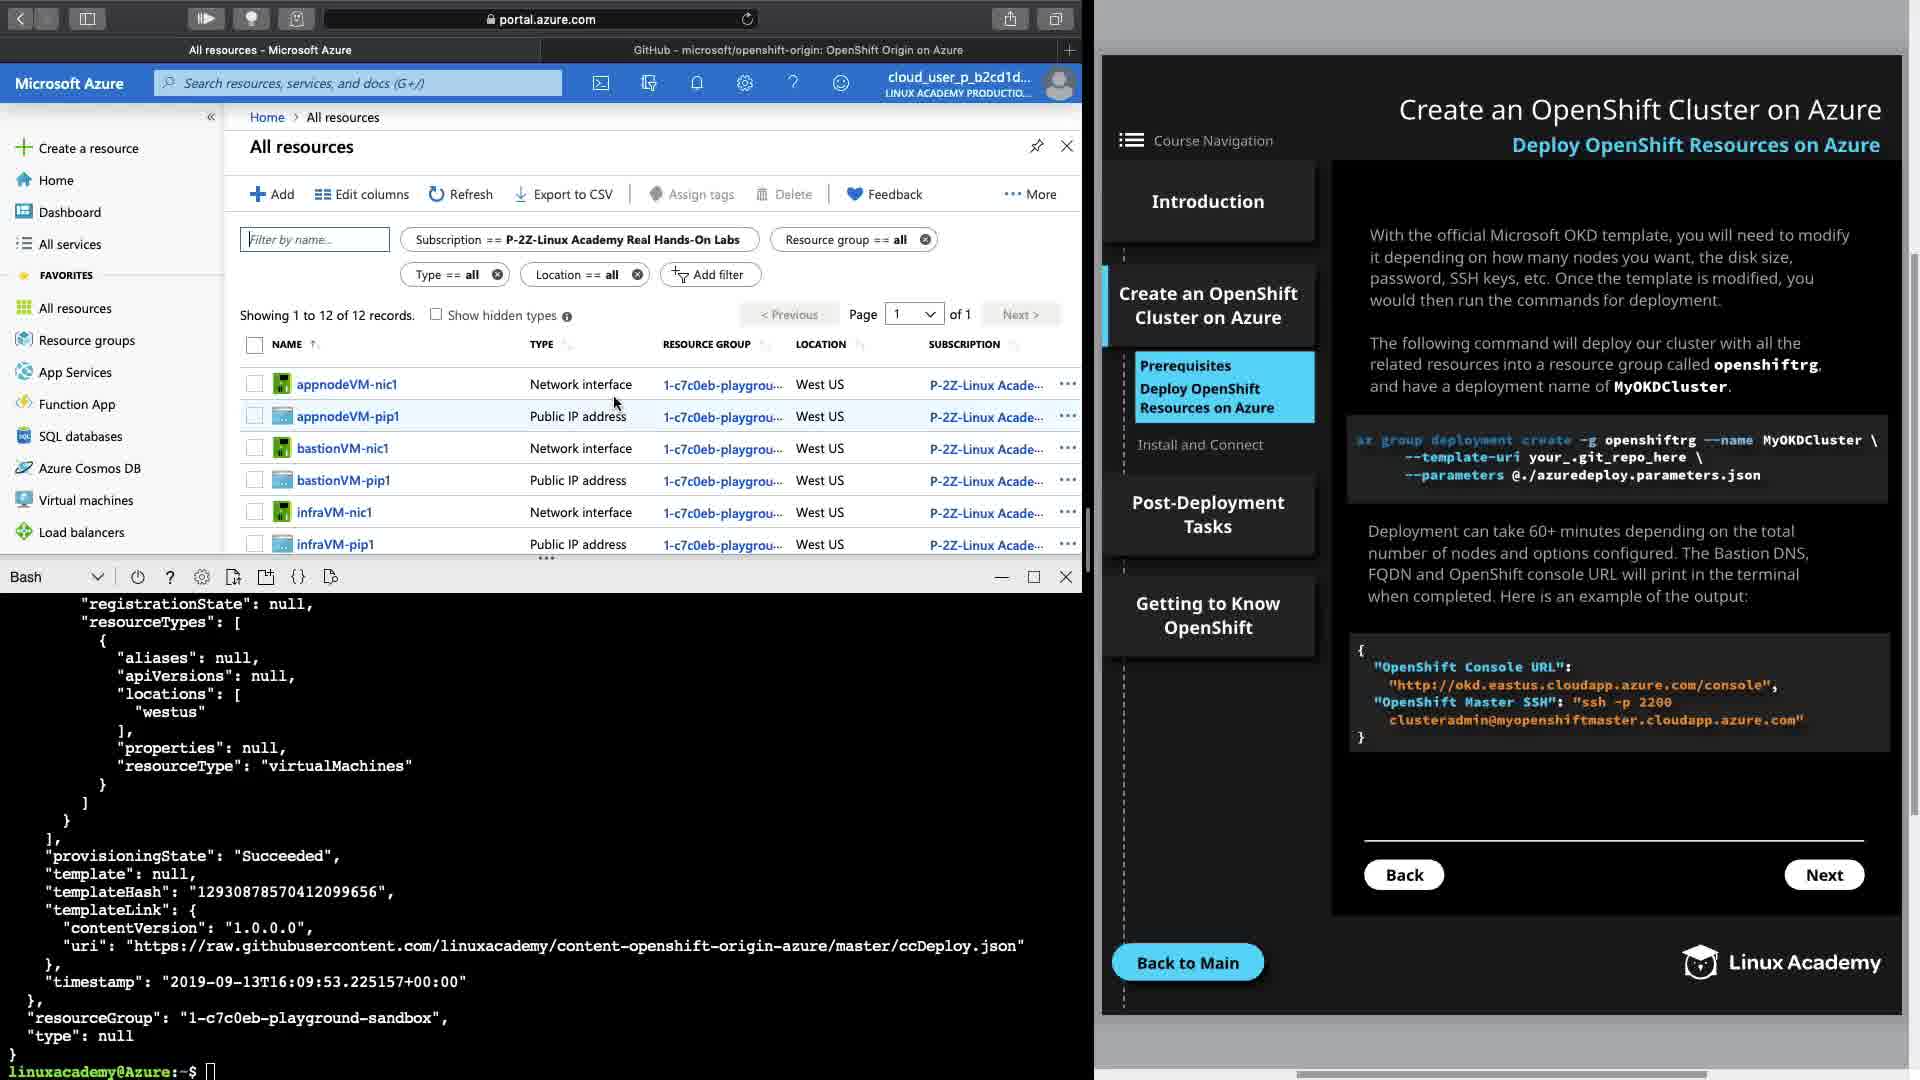 portal.azure.com
All resources - Microsoft Azure
GitHub - microsoft/openshift-origin: OpenShift Origin on Azure
Microsoft Azure
Search resources, services, and docs (G+/)
cloud_user_p_b2cd1d...
LINUX ACADEMY PRODUCTIO...
Create a resource
Home
Dashboard
All services
FAVORITES
All resources
Resource groups
App Services
Function App
SQL databases
Azure Cosmos DB
Virtual machines
Load balancers
Home > All resources
All resources
Add
Edit columns
Refresh
Export to CSV
Assign tags
Delete
Feedback
More
Filter by name...
Subscription == P-2Z-Linux Academy Real Hands-On Labs
Resource group == all
Type == all
Location == all
Add filter
Showing 1 to 12 of 12 records.
Show hidden types
< Previous
Page 1 of 1
Next >
NAME TYPE RESOURCE GROUP LOCATION SUBSCRIPTION
appnodeVM-nic1 Network interface 1-c7c0eb-playgrou... West US P-2Z-Linux Acade...
appnodeVM-pip1 Public IP address 1-c7c0eb-playgrou... West US P-2Z-Linux Acade...
bastionVM-nic1 Network interface 1-c7c0eb-playgrou... West US P-2Z-Linux Acade...
bastionVM-pip1 Public IP address 1-c7c0eb-playgrou... West US P-2Z-Linux Acade...
infraVM-nic1 Network interface 1-c7c0eb-playgrou... West US P-2Z-Linux Acade...
infraVM-pip1 Public IP address 1-c7c0eb-playgrou... West US P-2Z-Linux Acade...
Bash
"registrationState": null,
"resourceTypes": [
{
"aliases": null,
"apiVersions": null,
"locations": [
"westus"
],
"properties": null,
"resourceType": "virtualMachines"
}
]
}
],
"provisioningState": "Succeeded",
"template": null,
"templateHash": "12930878570412099656",
"templateLink": {
"contentVersion": "1.0.0.0",
"uri": "https://raw.githubusercontent.com/linuxacademy/content-openshift-origin-azure/master/ccDeploy.json"
},
"timestamp": "2019-09-13T16:09:53.225157+00:00"
},
"resourceGroup": "1-c7c0eb-playground-sandbox",
"type": null
}
linuxacademy@Azure:~$
Create an OpenShift Cluster on Azure
Deploy OpenShift Resources on Azure
Course Navigation
Introduction
Create an OpenShift
Cluster on Azure
Prerequisites
Deploy OpenShift
Resources on Azure
Install and Connect
Post-Deployment
Tasks
Getting to Know
OpenShift
Back to Main
With the official Microsoft OKD template, you will need to modify
it depending on how many nodes you want, the disk size,
password, SSH keys, etc. Once the template is modified, you
would then run the commands for deployment.
The following command will deploy our cluster with all the
related resources into a resource group called openshiftrg,
and have a deployment name of MyOKDCluster.
az group deployment create -g openshiftrg --name MyOKDCluster \
--template-uri your_.git_repo_here \
--parameters @./azuredeploy.parameters.json
Deployment can take 60+ minutes depending on the total
number of nodes and options configured. The Bastion DNS,
FQDN and OpenShift console URL will print in the terminal
when completed. Here is an example of the output:
{
"OpenShift Console URL":
"http://okd.eastus.cloudapp.azure.com/console",
"OpenShift Master SSH": "ssh -p 2200
clusteradmin@myopenshiftmaster.cloudapp.azure.com"
}
Back
Next
Linux Academy